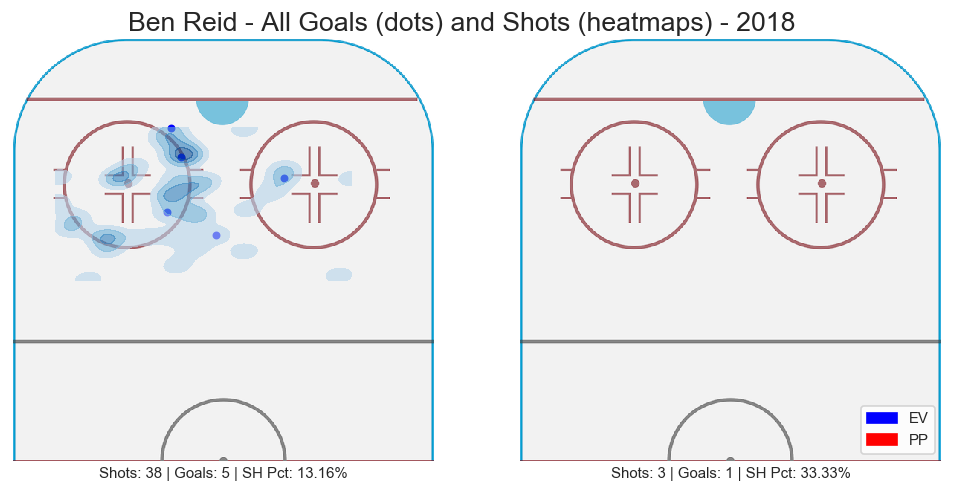 Ben Reid - All Goals (dots) and Shots (heatmaps) - 2018
EV
PP
Shots: 38 | Goals: 5 | SH Pct: 13.16%
Shots: 3 | Goals: 1 | SH Pct: 33.33%